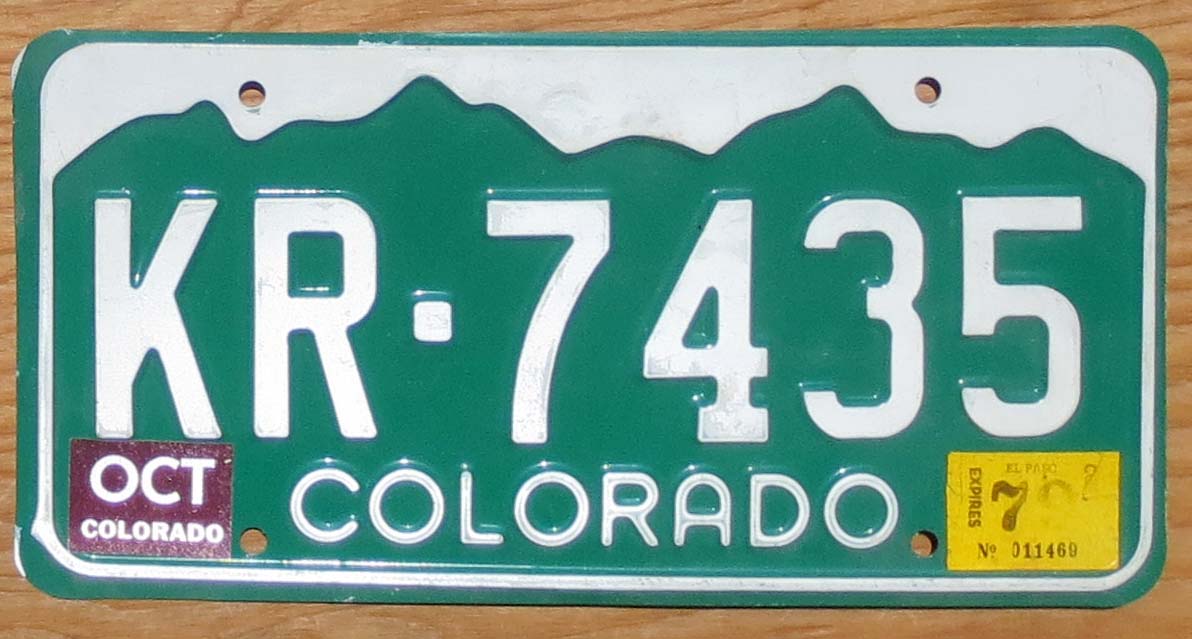 KR·7435
OCT
COLORADO
COLORADO
EL PASO
EXPIRES
7
Nº 011469